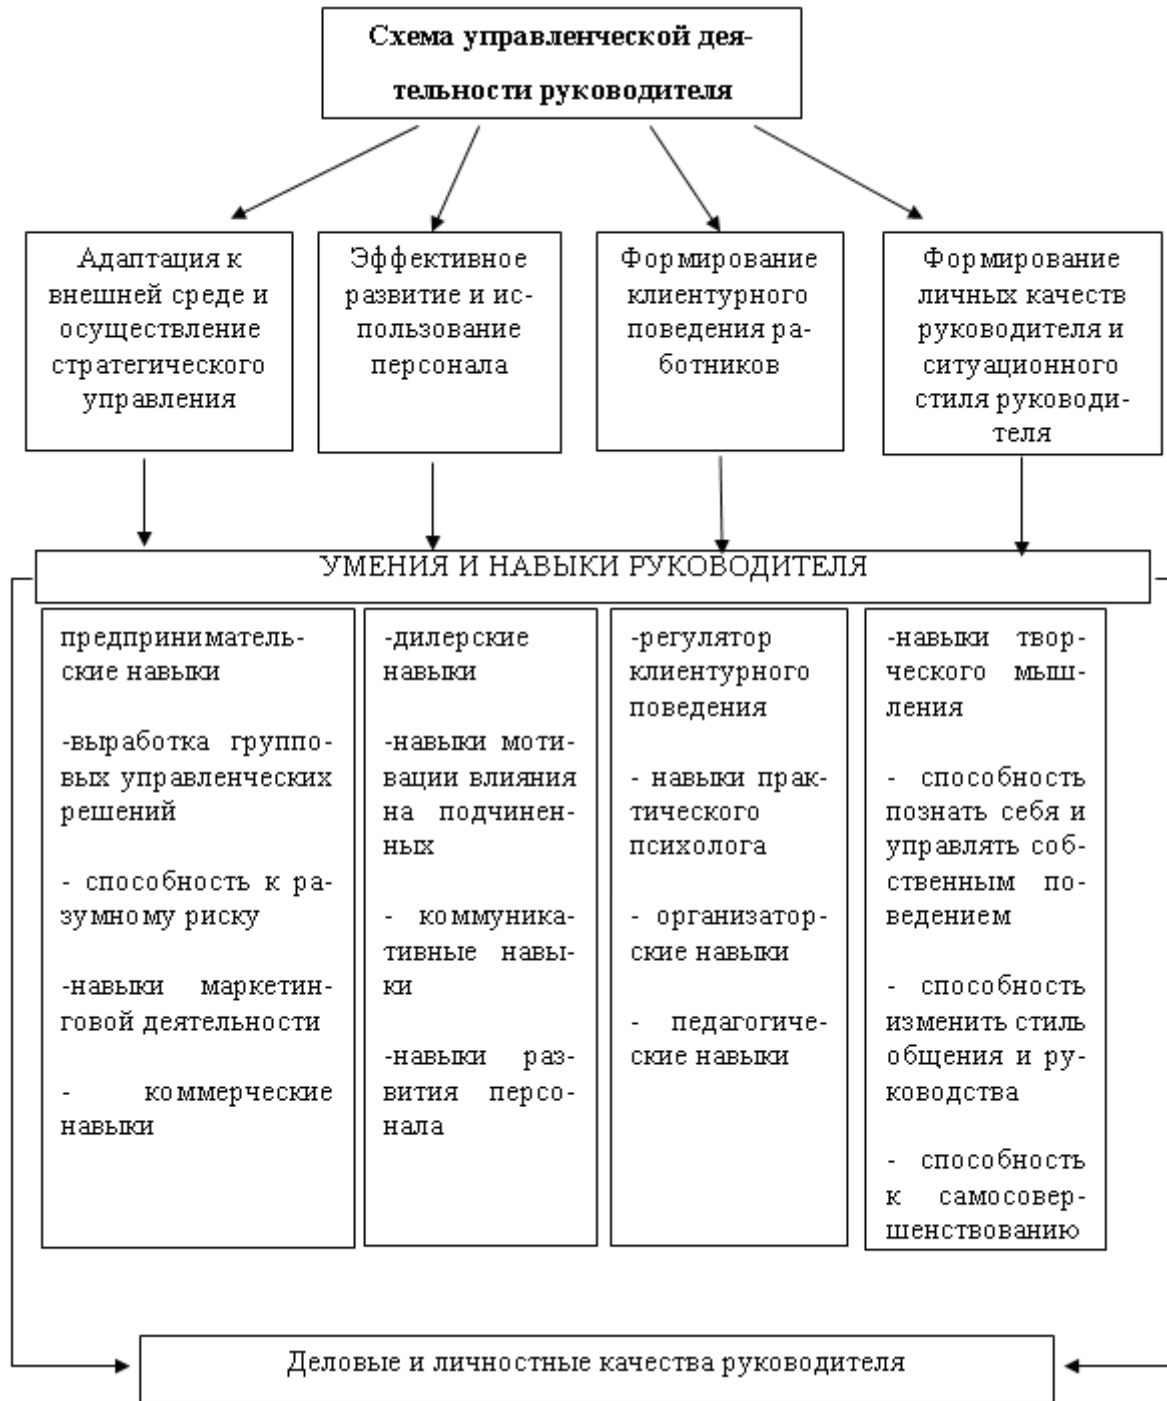 Схема управленческой дея-
тельности руководителя
Адаптация к
внешней среде и
осуществление
стратегического
управления
Эффективное
развитие и ис-
пользование
персонала
Формирование
клиентурного
поведения ра-
ботников
Формирование
личных качеств
руководителя и
ситуационного
стиля руководи-
теля
УМЕНИЯ И НАВЫКИ РУКОВОДИТЕЛЯ
предприниматель-
ские навыки
-выработка группо-
вых управленческих
решений
- способность к ра-
зумному риску
-навыки маркетин-
говой деятельности
- коммерческие
навыки
-дилерские
навыки
-навыки моти-
вации влияния
на подчинен-
ных
- коммуника-
тивные навы-
ки
-навыки раз-
вития персо-
нала
-регулятор
клиентурного
поведения
- навыки прак-
тического
психолога
- организатор-
ские навыки
- педагогиче-
ские навыки
-навыки твор-
ческого мыш-
ления
- способность
познать себя и
управлять соб-
ственным по-
ведением
- способность
изменить стиль
общения и ру-
ководства
- способность
к самосовер-
шенствованию
Деловые и личностные качества руководителя